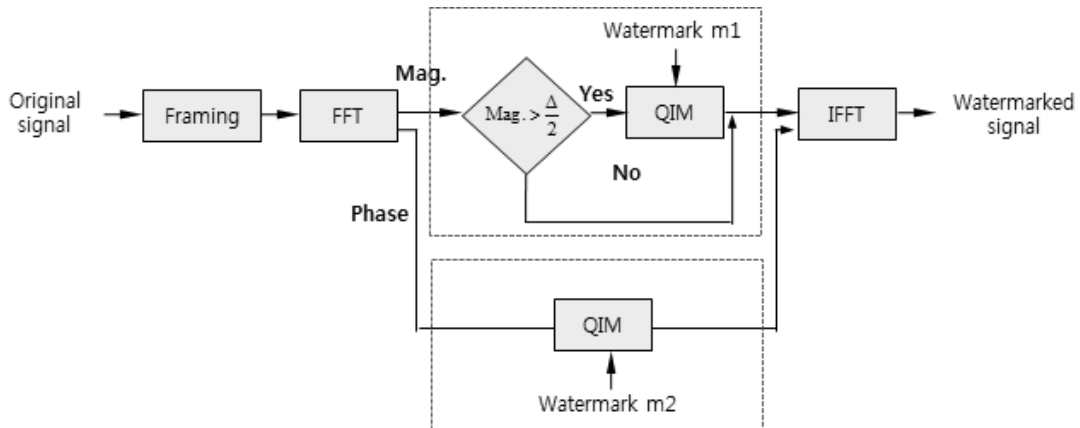 Watermark m1
Mag.
Original
signal
Framing
FFT
Mag. > Δ/2
Yes
QIM
IFFT
Watermarked
signal
No
Phase
QIM
Watermark m2